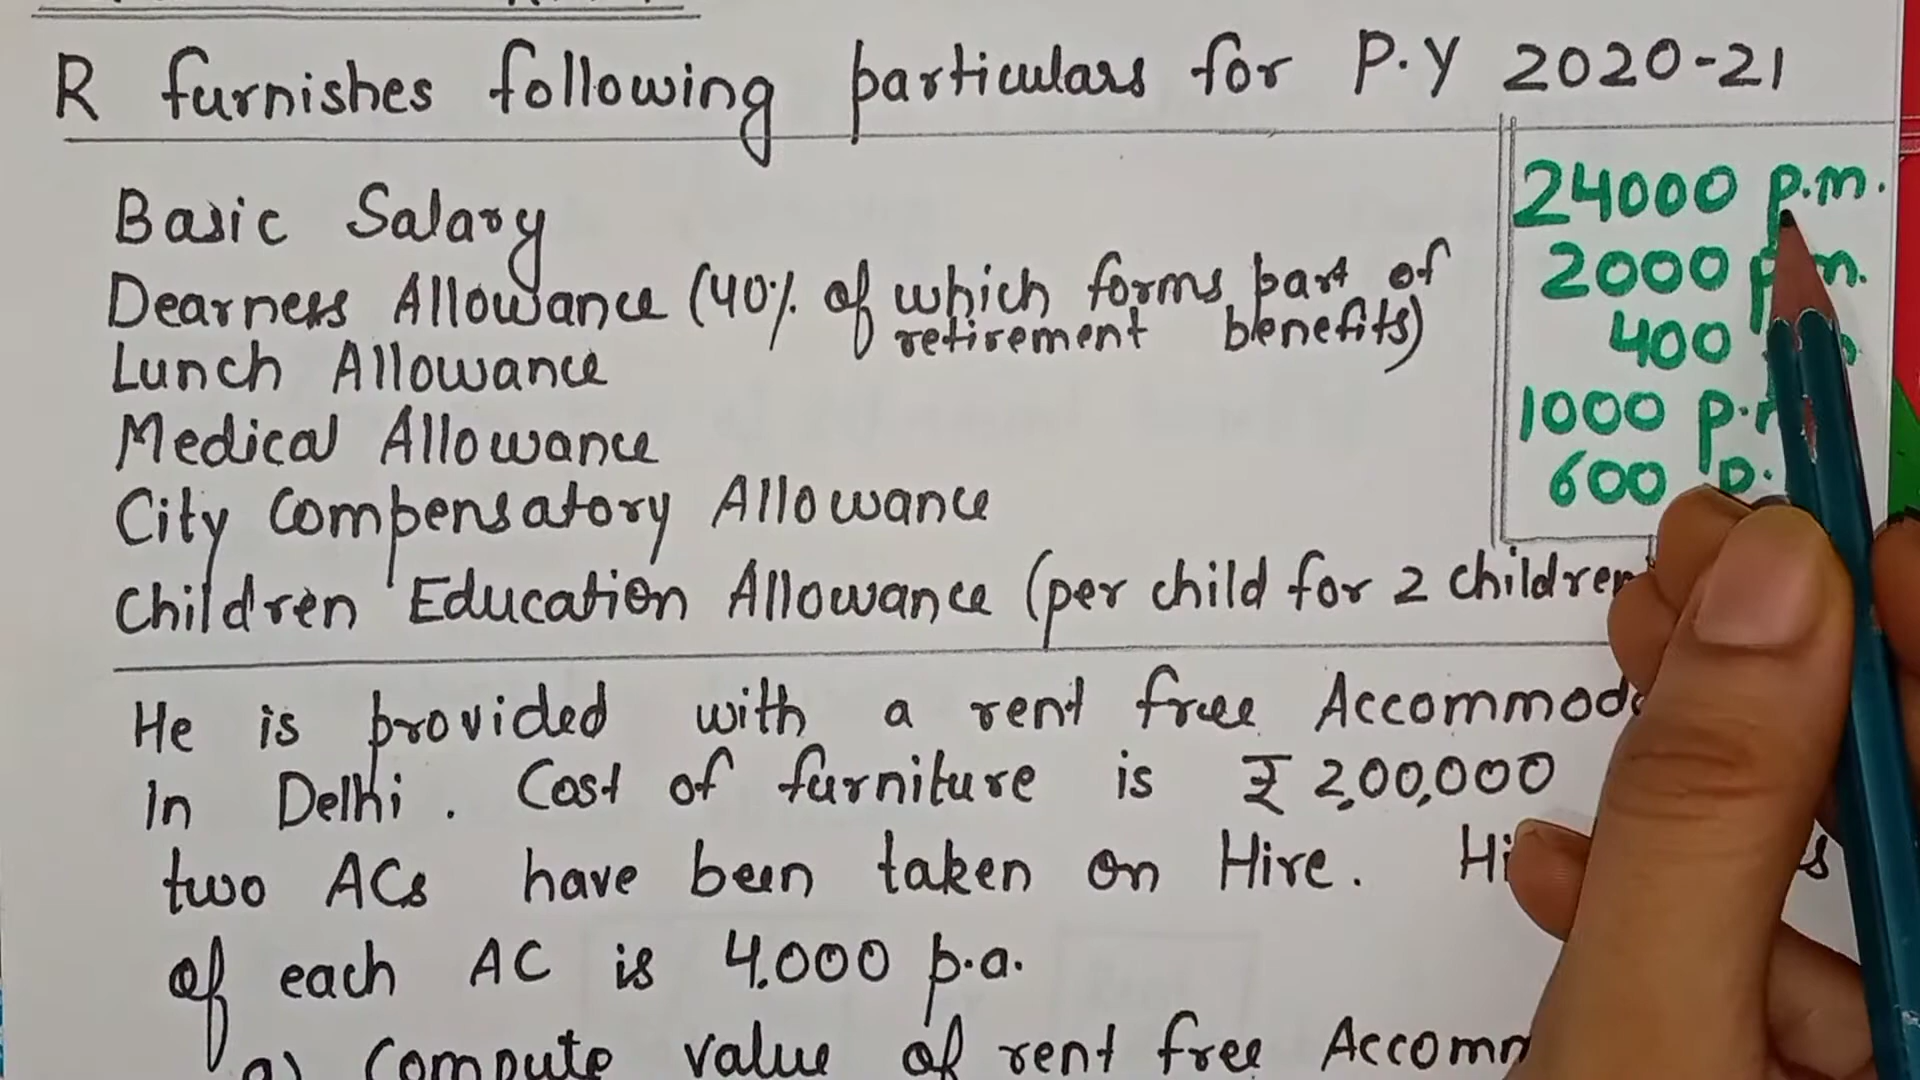 R furnishes following particulars for P.Y 2020-21
Basic Salary 24000 p.m.
Dearness Allowance (40% of which forms part of retirement benefits) 2000 p.m.
Lunch Allowance 400
Medical Allowance 1000
City Compensatory Allowance 600
Children Education Allowance (per child for 2 children
He is provided with a rent free
In Delhi. Cost of furniture is ₹ 2,00,000
two ACs have been taken on Hire.
of each AC is 4.000 p.a.
a) Compute value of rent free